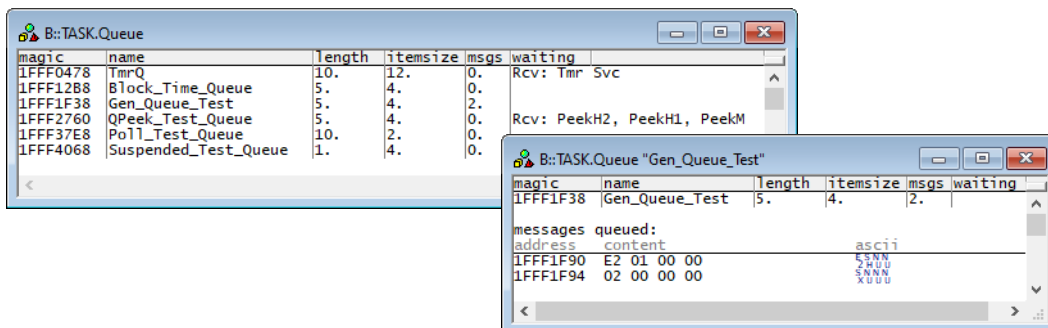 B::TASK.Queue
magic name length itemsize msgs waiting
1FFF0478 TmrQ 10. 12. 0. Rcv: Tmr Svc
1FFF12B8 Block_Time_Queue 5. 4. 0.
1FFF1F38 Gen_Queue_Test 5. 4. 2.
1FFF2760 QPeek_Test_Queue 5. 4. 0. Rcv: PeekH2, PeekH1, PeekM
1FFF37E8 Poll_Test_Queue 10. 2. 0.
1FFF4068 Suspended_Test_Queue 1. 4. 0.
B::TASK.Queue "Gen_Queue_Test"
magic name length itemsize msgs waiting
1FFF1F38 Gen_Queue_Test 5. 4. 2.
messages queued:
address content ascii
1FFF1F90 E2 01 00 00
1FFF1F94 02 00 00 00